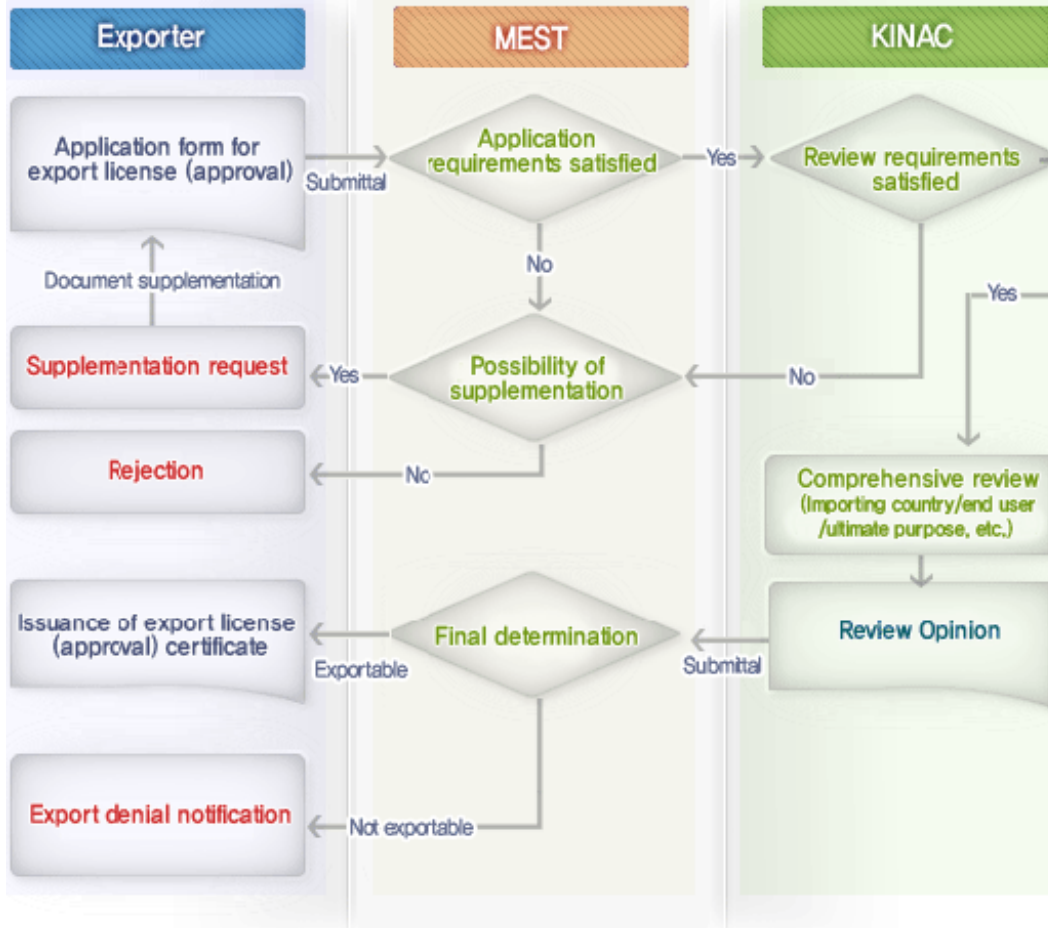 Exporter
MEST
KINAC
Application form for
export license (approval)
Submittal
Application
requirements satisfied
Yes
Review requirements
satisfied
Document supplementation
No
Yes
Supplementation request
Yes
Possibility of
supplementation
No
Rejection
No
Comprehensive review
(Importing country/end user
/ultimate purpose, etc.)
Issuance of export license
(approval) certificate
Exportable
Final determination
Submittal
Review Opinion
Export denial notification
Not exportable